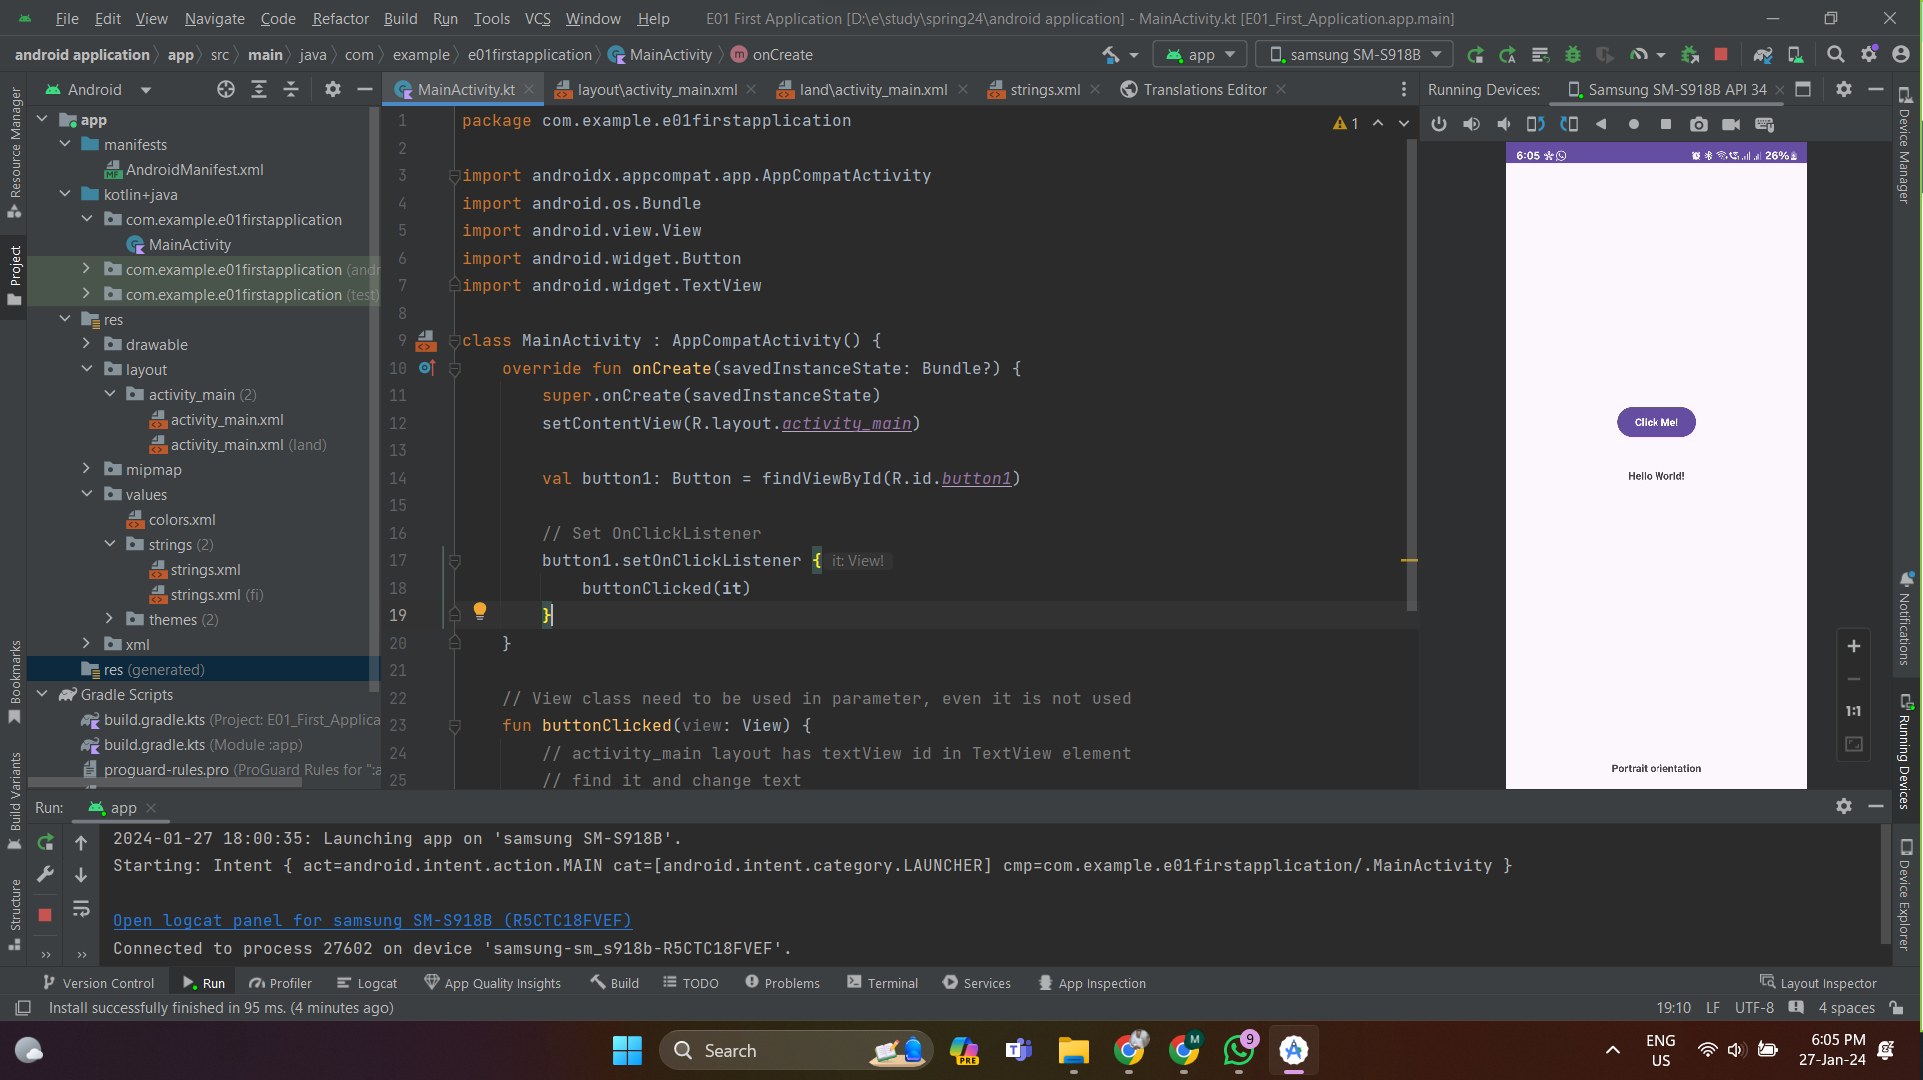 File Edit View Navigate Code Refactor Build Run Tools VCS Window Help E01 First Application [D:\e\study\spring24\android application] - MainActivity.kt [E01_First_Application.app.main]
android application app src main java com example e01firstapplication MainActivity onCreate
app samsung SM-S918B
Android
MainActivity.kt layout\activity_main.xml land\activity_main.xml strings.xml Translations Editor
Running Devices: Samsung SM-S918B API 34
Resource Manager
Project
Bookmarks
Build Variants
Structure
app
manifests
AndroidManifest.xml
kotlin+java
com.example.e01firstapplication
MainActivity
com.example.e01firstapplication (andr
com.example.e01firstapplication (test)
res
drawable
layout
activity_main (2)
activity_main.xml
activity_main.xml (land)
mipmap
values
colors.xml
strings (2)
strings.xml
strings.xml (fi)
themes (2)
xml
res (generated)
Gradle Scripts
build.gradle.kts (Project: E01_First_Applica
build.gradle.kts (Module :app)
proguard-rules.pro (ProGuard Rules for ":a
1 package com.example.e01firstapplication
1
2
3 import androidx.appcompat.app.AppCompatActivity
4 import android.os.Bundle
5 import android.view.View
6 import android.widget.Button
7 import android.widget.TextView
8
9 class MainActivity : AppCompatActivity() {
10 override fun onCreate(savedInstanceState: Bundle?) {
11 super.onCreate(savedInstanceState)
12 setContentView(R.layout.activity_main)
13
14 val button1: Button = findViewById(R.id.button1)
15
16 // Set OnClickListener
17 button1.setOnClickListener { it: View!
18 buttonClicked(it)
19 }
20 }
21
22 // View class need to be used in parameter, even it is not used
23 fun buttonClicked(view: View) {
24 // activity_main layout has textView id in TextView element
25 // find it and change text
6:05 26%
Click Me!
Hello World!
Portrait orientation
1:1
Device Manager
Notifications
Running Devices
Device Explorer
Run: app
2024-01-27 18:00:35: Launching app on 'samsung SM-S918B'.
Starting: Intent { act=android.intent.action.MAIN cat=[android.intent.category.LAUNCHER] cmp=com.example.e01firstapplication/.MainActivity }
Open logcat panel for samsung SM-S918B (R5CTC18FVEF)
Connected to process 27602 on device 'samsung-sm_s918b-R5CTC18FVEF'.
Version Control Run Profiler Logcat App Quality Insights Build TODO Problems Terminal Services App Inspection Layout Inspector
Install successfully finished in 95 ms. (4 minutes ago) 19:10 LF UTF-8 4 spaces
Search PRE M 9
ENG
US
6:05 PM
27-Jan-24